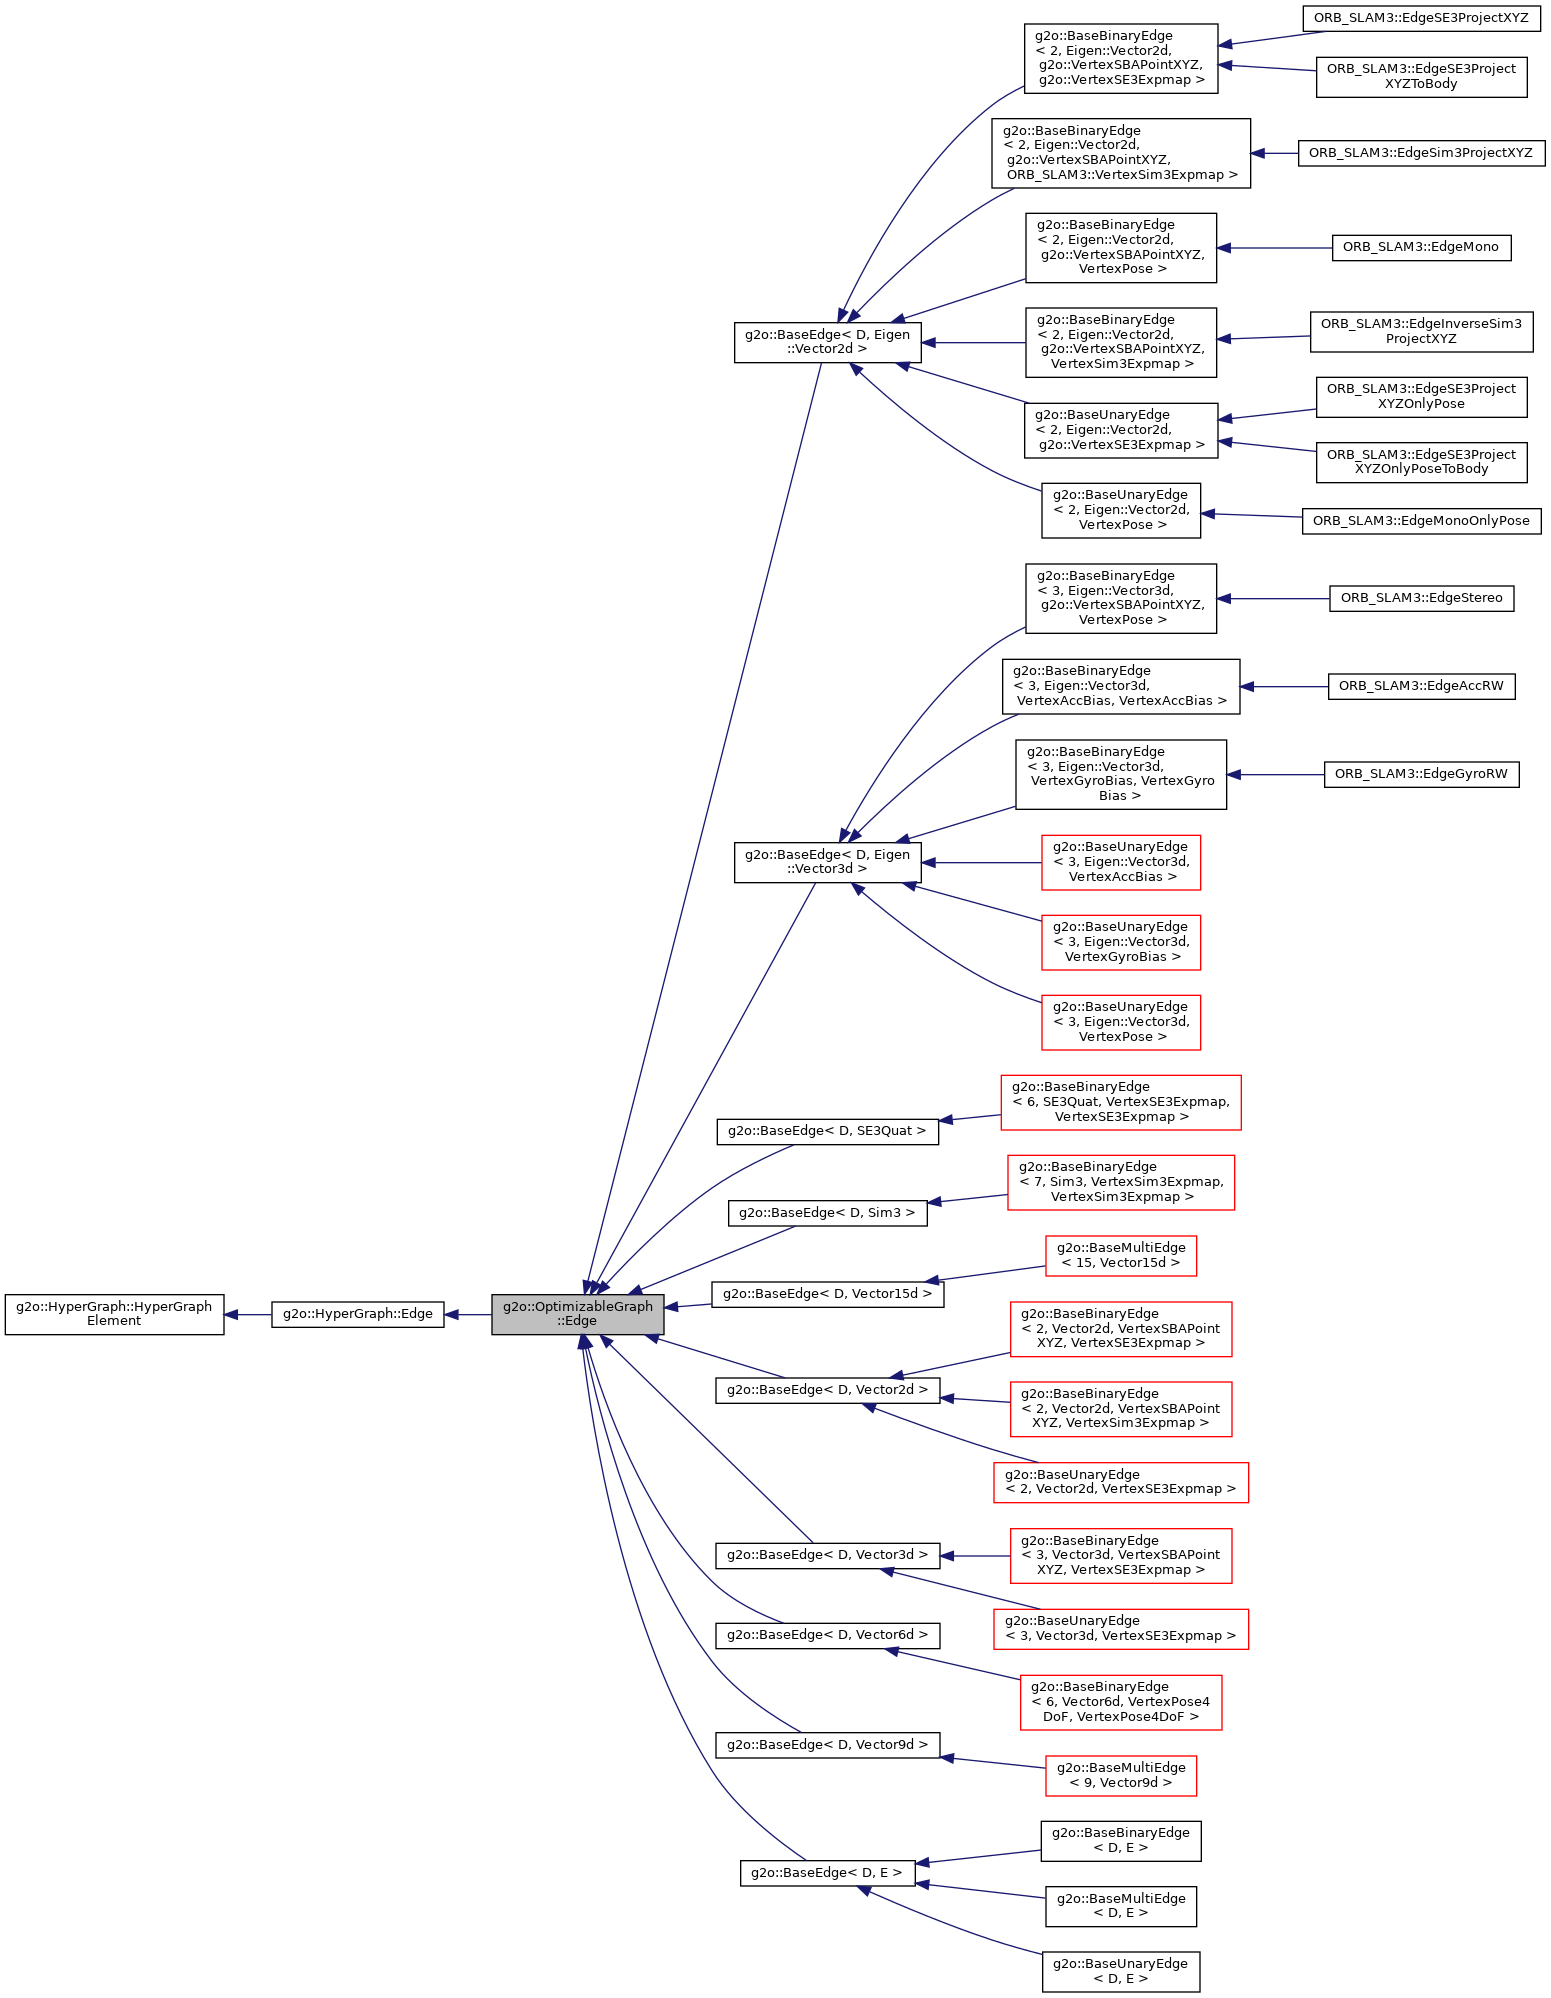 g2o::HyperGraph::HyperGraph
Element
g2o::HyperGraph::Edge
g2o::OptimizableGraph
::Edge
g2o::BaseEdge< D, Eigen
::Vector2d >
g2o::BaseBinaryEdge
< 2, Eigen::Vector2d,
g2o::VertexSBAPointXYZ,
g2o::VertexSE3Expmap >
ORB_SLAM3::EdgeSE3ProjectXYZ
ORB_SLAM3::EdgeSE3Project
XYZToBody
g2o::BaseBinaryEdge
< 2, Eigen::Vector2d,
g2o::VertexSBAPointXYZ,
ORB_SLAM3::VertexSim3Expmap >
ORB_SLAM3::EdgeSim3ProjectXYZ
g2o::BaseBinaryEdge
< 2, Eigen::Vector2d,
g2o::VertexSBAPointXYZ,
VertexPose >
ORB_SLAM3::EdgeMono
g2o::BaseBinaryEdge
< 2, Eigen::Vector2d,
g2o::VertexSBAPointXYZ,
VertexSim3Expmap >
ORB_SLAM3::EdgeInverseSim3
ProjectXYZ
g2o::BaseUnaryEdge
< 2, Eigen::Vector2d,
g2o::VertexSE3Expmap >
ORB_SLAM3::EdgeSE3Project
XYZOnlyPose
ORB_SLAM3::EdgeSE3Project
XYZOnlyPoseToBody
g2o::BaseUnaryEdge
< 2, Eigen::Vector2d,
VertexPose >
ORB_SLAM3::EdgeMonoOnlyPose
g2o::BaseEdge< D, Eigen
::Vector3d >
g2o::BaseBinaryEdge
< 3, Eigen::Vector3d,
g2o::VertexSBAPointXYZ,
VertexPose >
ORB_SLAM3::EdgeStereo
g2o::BaseBinaryEdge
< 3, Eigen::Vector3d,
VertexAccBias, VertexAccBias >
ORB_SLAM3::EdgeAccRW
g2o::BaseBinaryEdge
< 3, Eigen::Vector3d,
VertexGyroBias, VertexGyro
Bias >
ORB_SLAM3::EdgeGyroRW
g2o::BaseUnaryEdge
< 3, Eigen::Vector3d,
VertexAccBias >
g2o::BaseUnaryEdge
< 3, Eigen::Vector3d,
VertexGyroBias >
g2o::BaseUnaryEdge
< 3, Eigen::Vector3d,
VertexPose >
g2o::BaseEdge< D, SE3Quat >
g2o::BaseBinaryEdge
< 6, SE3Quat, VertexSE3Expmap,
VertexSE3Expmap >
g2o::BaseEdge< D, Sim3 >
g2o::BaseBinaryEdge
< 7, Sim3, VertexSim3Expmap,
VertexSim3Expmap >
g2o::BaseEdge< D, Vector15d >
g2o::BaseMultiEdge
< 15, Vector15d >
g2o::BaseEdge< D, Vector2d >
g2o::BaseBinaryEdge
< 2, Vector2d, VertexSBAPoint
XYZ, VertexSE3Expmap >
g2o::BaseBinaryEdge
< 2, Vector2d, VertexSBAPoint
XYZ, VertexSim3Expmap >
g2o::BaseUnaryEdge
< 2, Vector2d, VertexSE3Expmap >
g2o::BaseEdge< D, Vector3d >
g2o::BaseBinaryEdge
< 3, Vector3d, VertexSBAPoint
XYZ, VertexSE3Expmap >
g2o::BaseUnaryEdge
< 3, Vector3d, VertexSE3Expmap >
g2o::BaseEdge< D, Vector6d >
g2o::BaseBinaryEdge
< 6, Vector6d, VertexPose4
DoF, VertexPose4DoF >
g2o::BaseEdge< D, Vector9d >
g2o::BaseMultiEdge
< 9, Vector9d >
g2o::BaseEdge< D, E >
g2o::BaseBinaryEdge
< D, E >
g2o::BaseMultiEdge
< D, E >
g2o::BaseUnaryEdge
< D, E >